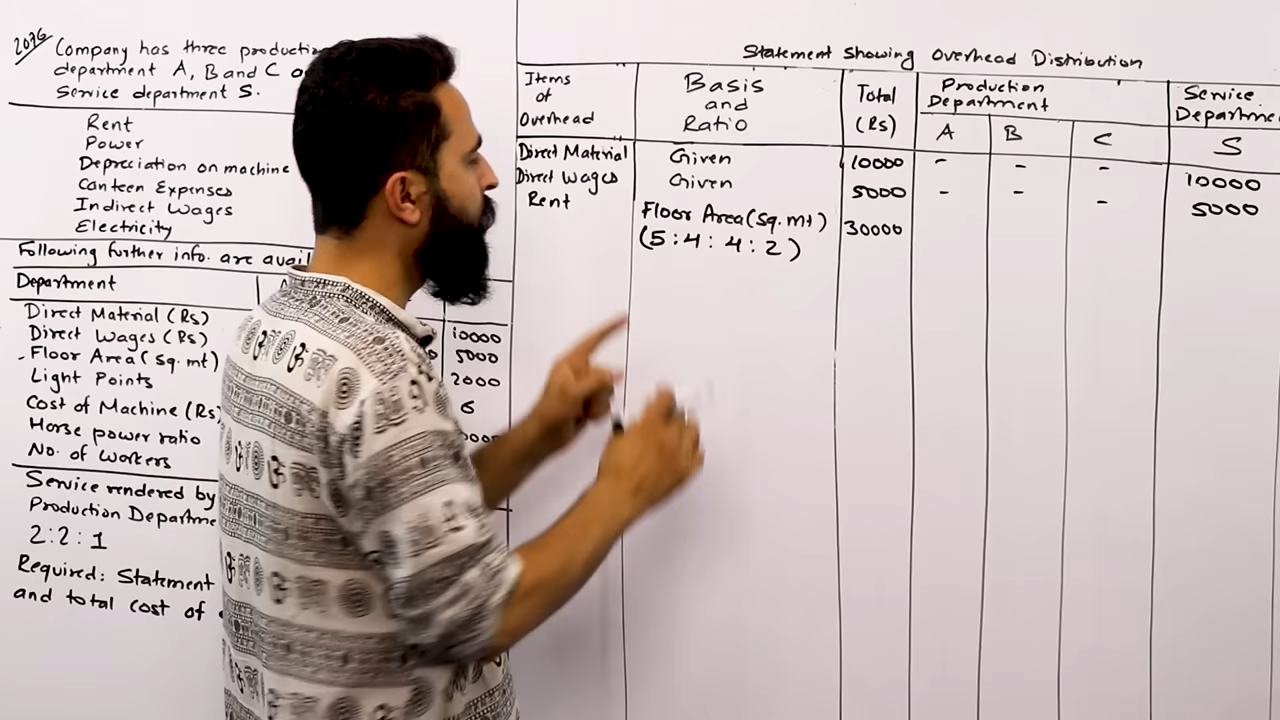 2076
Company has three producti
department A, B and C o
Service department S.
Rent
Power
Depreciation on machine
Canteen Expenses
Indirect Wages
Electricity
Following further info. are avai
Department
Direct Material (Rs) 10000
Direct Wages (Rs) 5000
Floor Area (sq. mt) 2000
Light Points 6
Cost of Machine (Rs)
Horse power ratio
No. of workers
Service rendered by
Production Departme
2:2:1
Required: Statement
and total cost of
Statement Showing Overhead Distribution
Items of Overhead
Basis and Ratio
Total (Rs)
Production Department
A B C
Service Departme
S
Direct Material Given 10000 - - - 10000
Direct Wages Given 5000 - - - 5000
Rent Floor Area (sq. mt) 30000
(5:4:4:2)